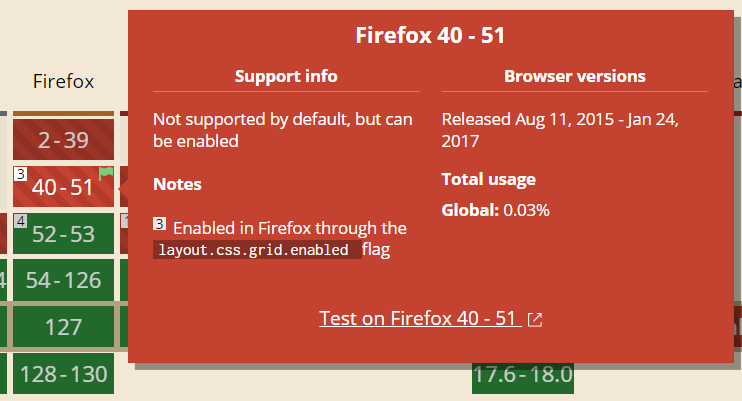 Firefox 40 - 51
Support info
Not supported by default, but can
be enabled
Notes
3 Enabled in Firefox through the
layout.css.grid.enabled flag
Browser versions
Released Aug 11, 2015 - Jan 24,
2017
Total usage
Global: 0.03%
Test on Firefox 40 - 51
Firefox
2 - 39
3 40 - 51
4 52 - 53
54 - 126
127
128 - 130
17.6 - 18.0